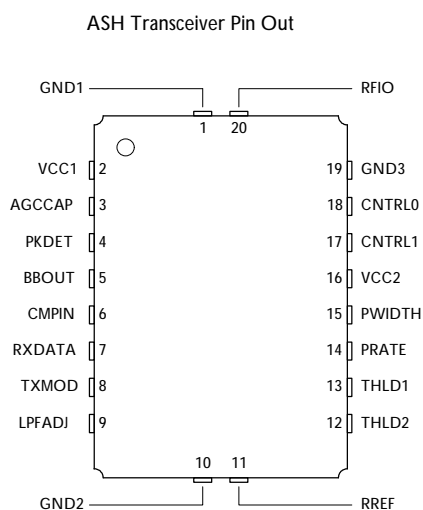 ASH Transceiver Pin Out
GND1 RFIO
1 20
VCC1 2 19 GND3
AGCCAP 3 18 CNTRL0
PKDET 4 17 CNTRL1
BBOUT 5 16 VCC2
CMPIN 6 15 PWIDTH
RXDATA 7 14 PRATE
TXMOD 8 13 THLD1
LPFADJ 9 12 THLD2
10 11
GND2 RREF